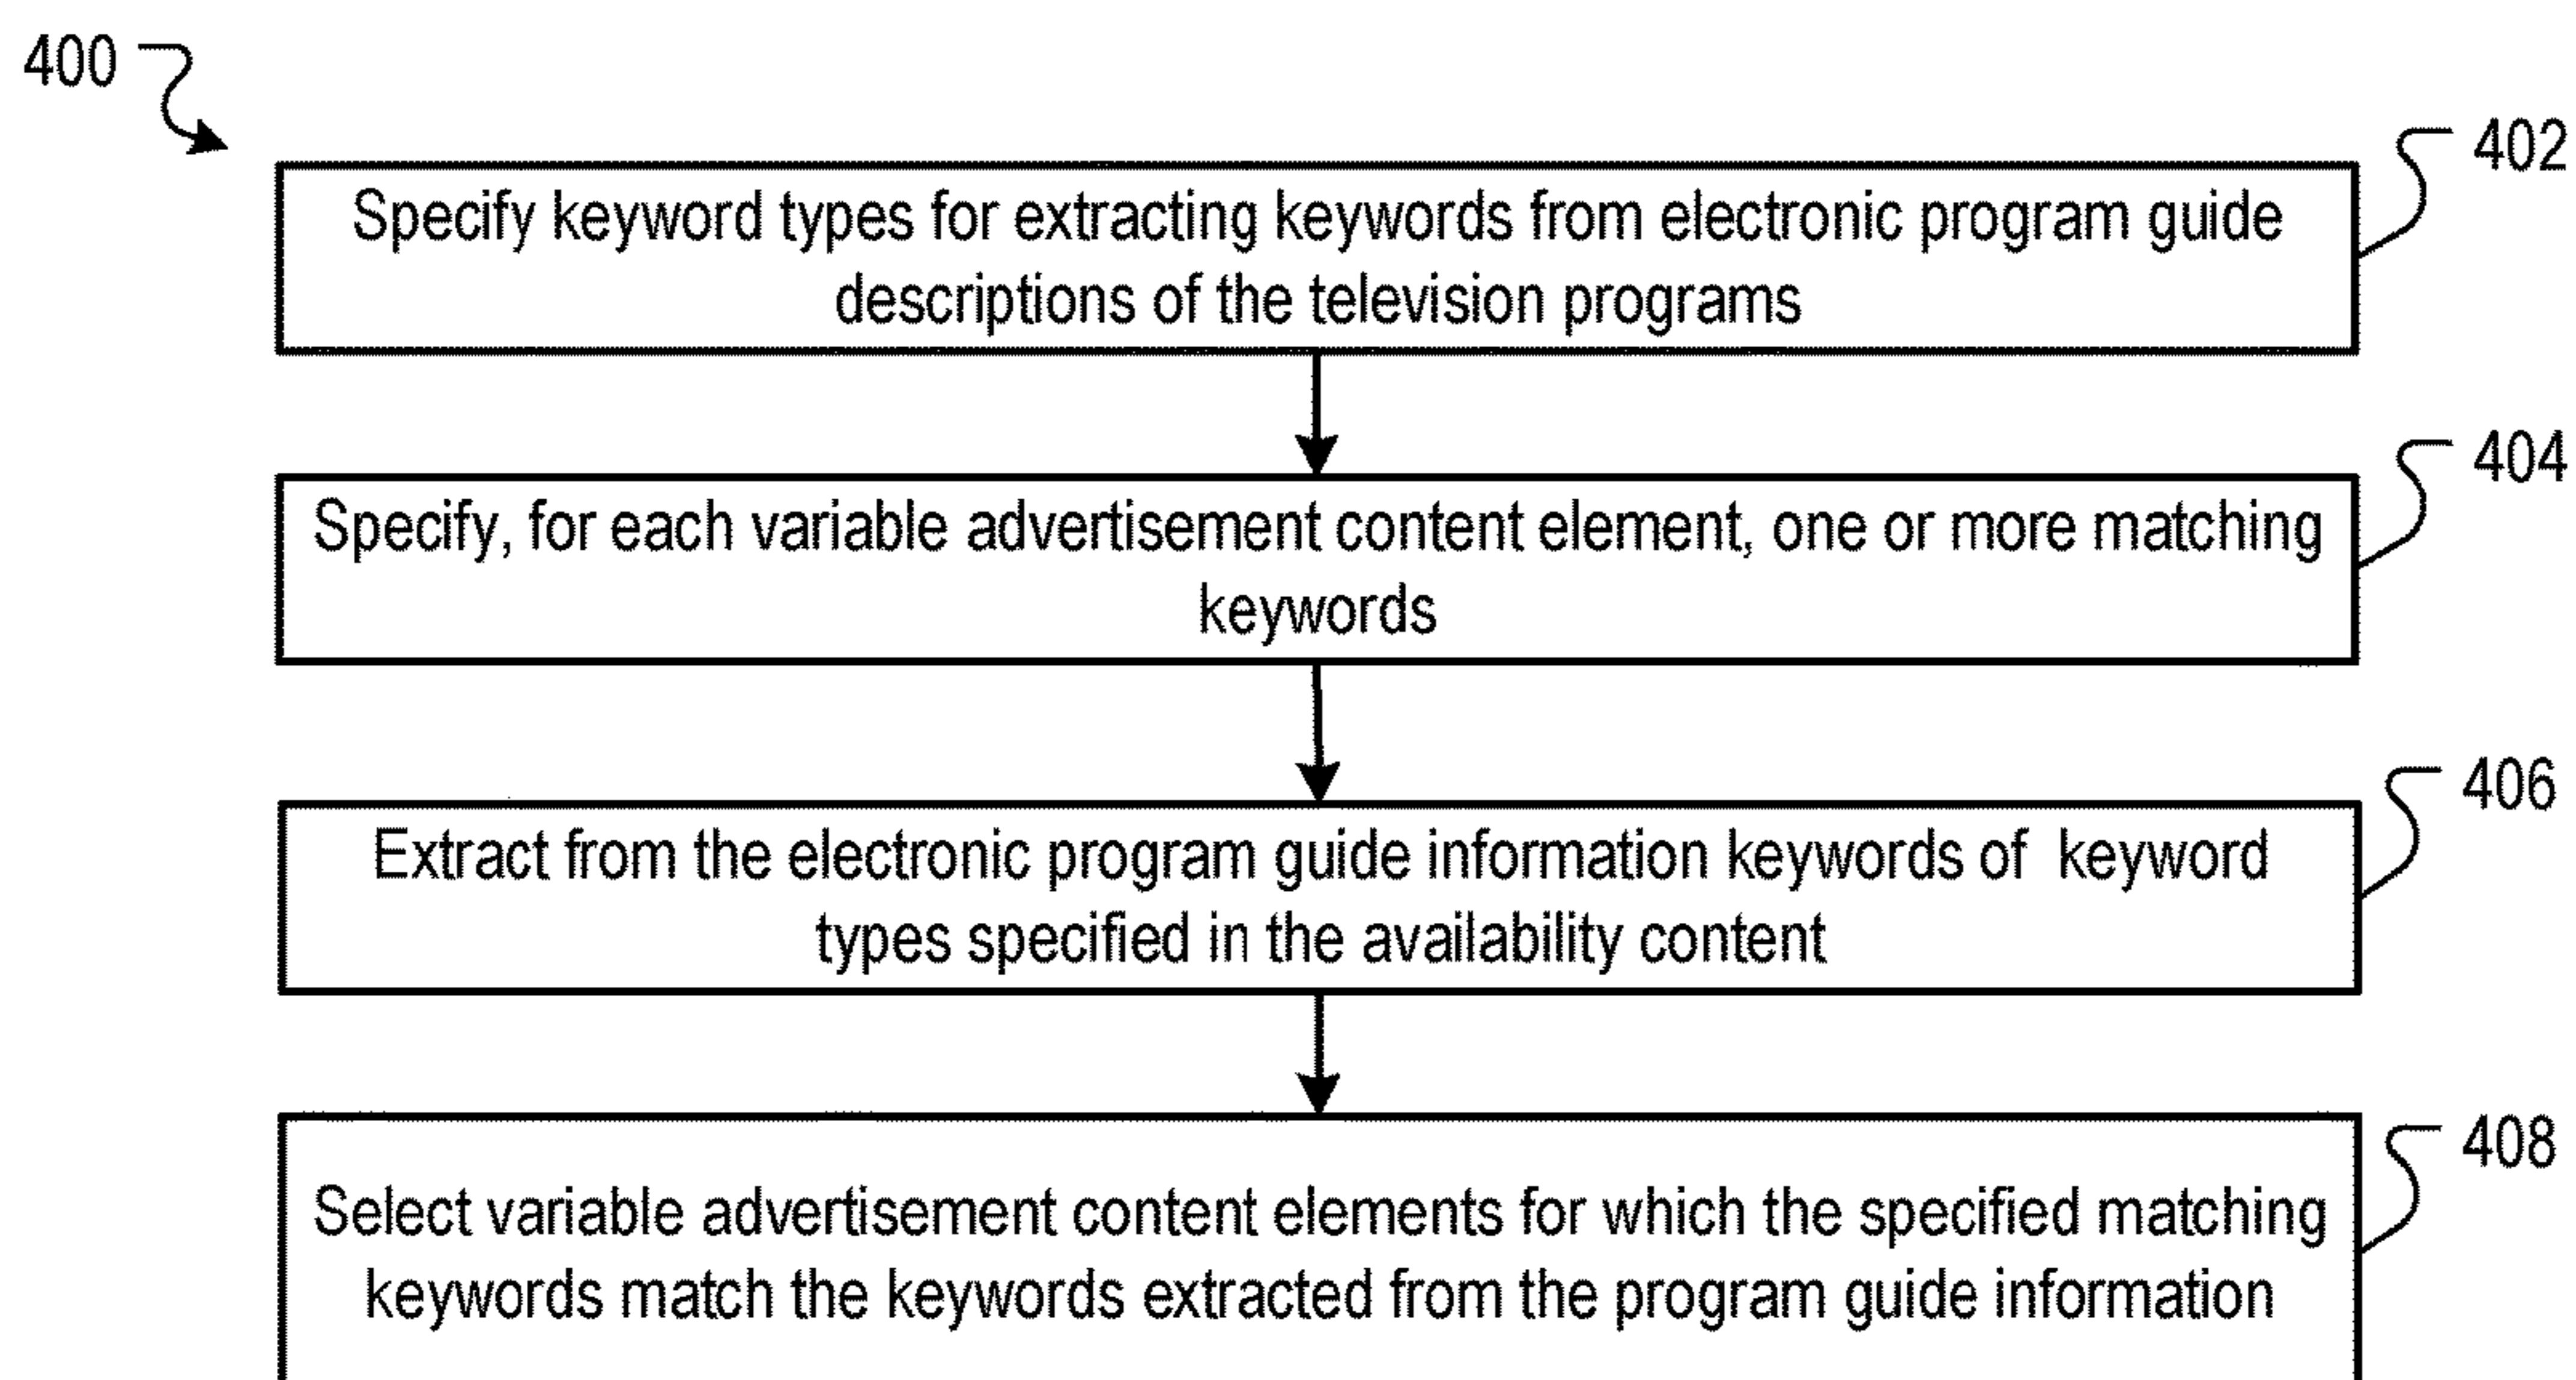 400
402
Specify keyword types for extracting keywords from electronic program guide
descriptions of the television programs
404
Specify, for each variable advertisement content element, one or more matching
keywords
406
Extract from the electronic program guide information keywords of keyword
types specified in the availability content
408
Select variable advertisement content elements for which the specified matching
keywords match the keywords extracted from the program guide information